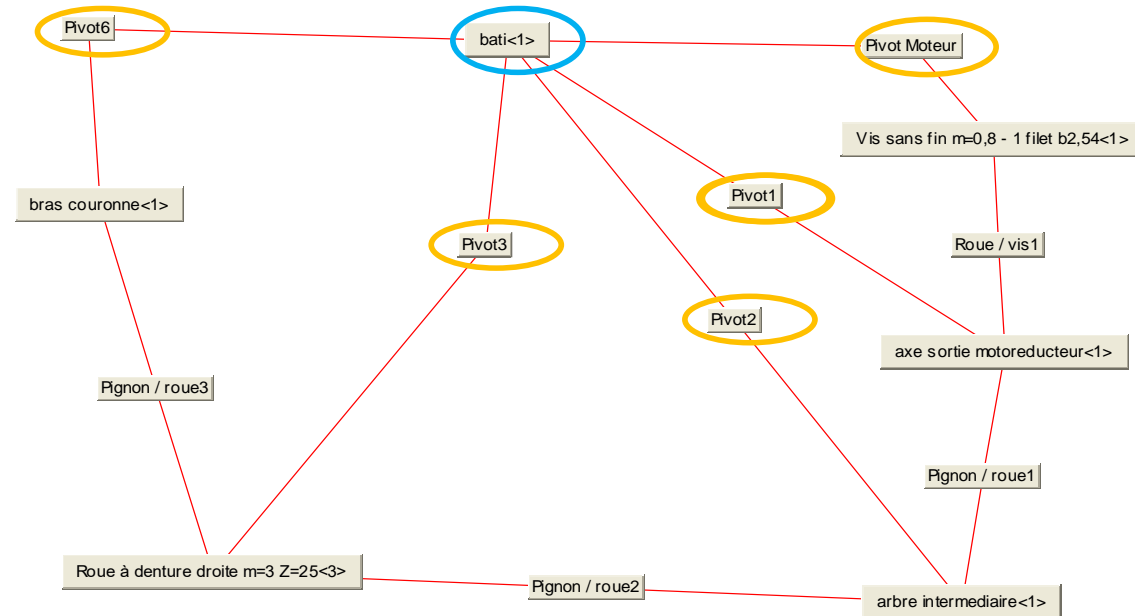 Pivot6
bati<1>
Pivot Moteur
Vis sans fin m=0,8 - 1 filet b2,54<1>
bras couronne<1>
Pivot1
Pivot3
Roue / vis1
Pivot2
axe sortie motoreducteur<1>
Pignon / roue3
Pignon / roue1
Roue à denture droite m=3 Z=25<3>
Pignon / roue2
arbre intermediaire<1>